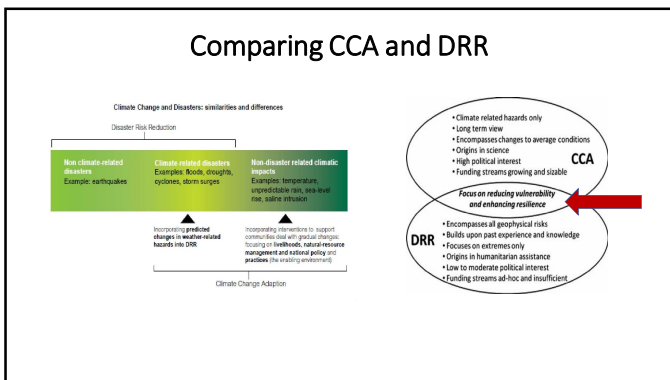 Comparing CCA and DRR
Climate Change and Disasters: similarities and differences
Disaster Risk Reduction
Non climate-related
disasters
Example: earthquakes
Climate-related disasters
Examples: floods, droughts,
cyclones, storm surges
Non-disaster related climatic
impacts
Examples: temperature,
unpredictable rain, sea-level
rise, saline intrusion
Incorporating predicted
changes in weather-related
hazards into DRR
Incorporating interventions to support
communities deal with gradual changes:
focusing on livelihoods, natural-resource
management and national policy and
practices (the enabling environment)
Climate Change Adaption
• Climate related hazards only
• Long term view
• Encompasses changes to average conditions
• Origins in science
• High political interest
• Funding streams growing and sizable
CCA
Focus on reducing vulnerability
and enhancing resilience
DRR
• Encompasses all geophysical risks
• Builds upon past experience and knowledge
• Focuses on extremes only
• Origins in humanitarian assistance
• Low to moderate political interest
• Funding streams ad-hoc and insufficient